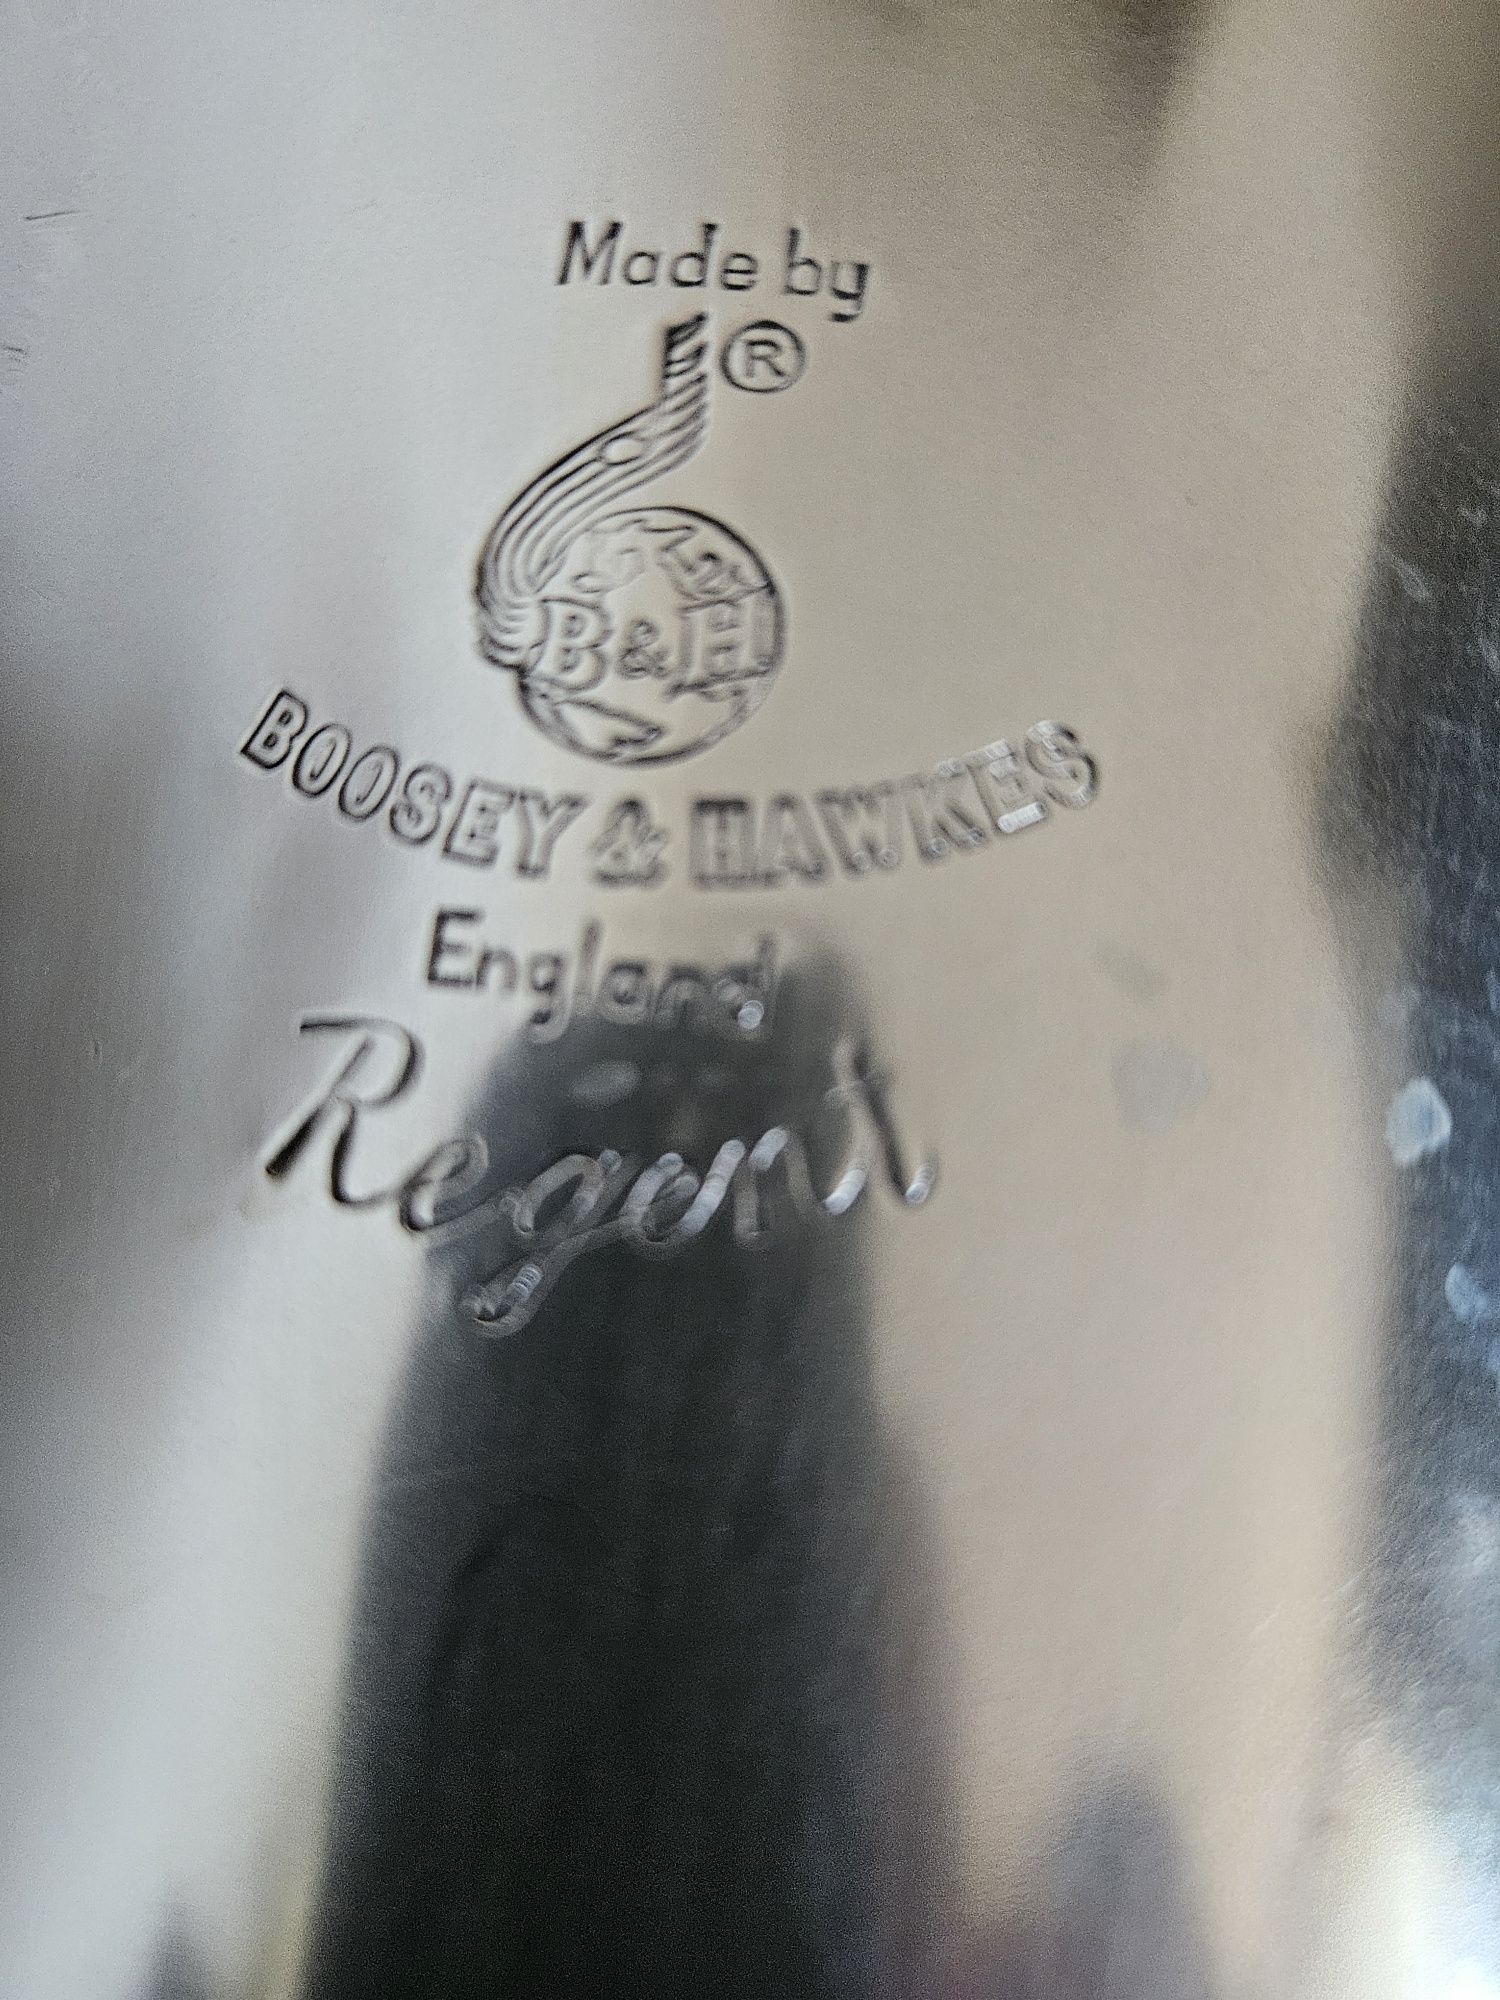 Made by
®
B&H
BOOSEY & HAWKES
England
Regent